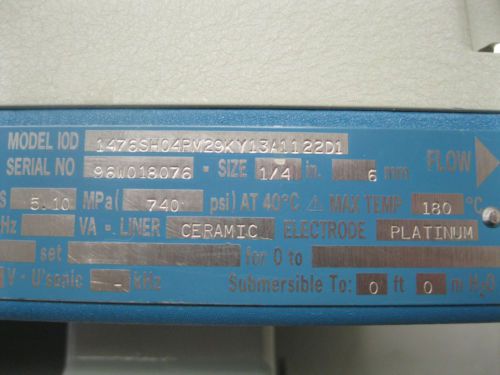 MODEL IOD 1476SH04PM29KY13A1122D1
SERIAL NO 96W018076 • SIZE 1/4 in. 6 mm FLOW
S 5.10 MPa( 740 psi) AT 40°C ⚠ MAX TEMP 180 °C
Hz VA • LINER CERAMIC ELECTRODE PLATINUM
set for 0 to
V - U'sonic - kHz Submersible To: 0 ft 0 m H2O